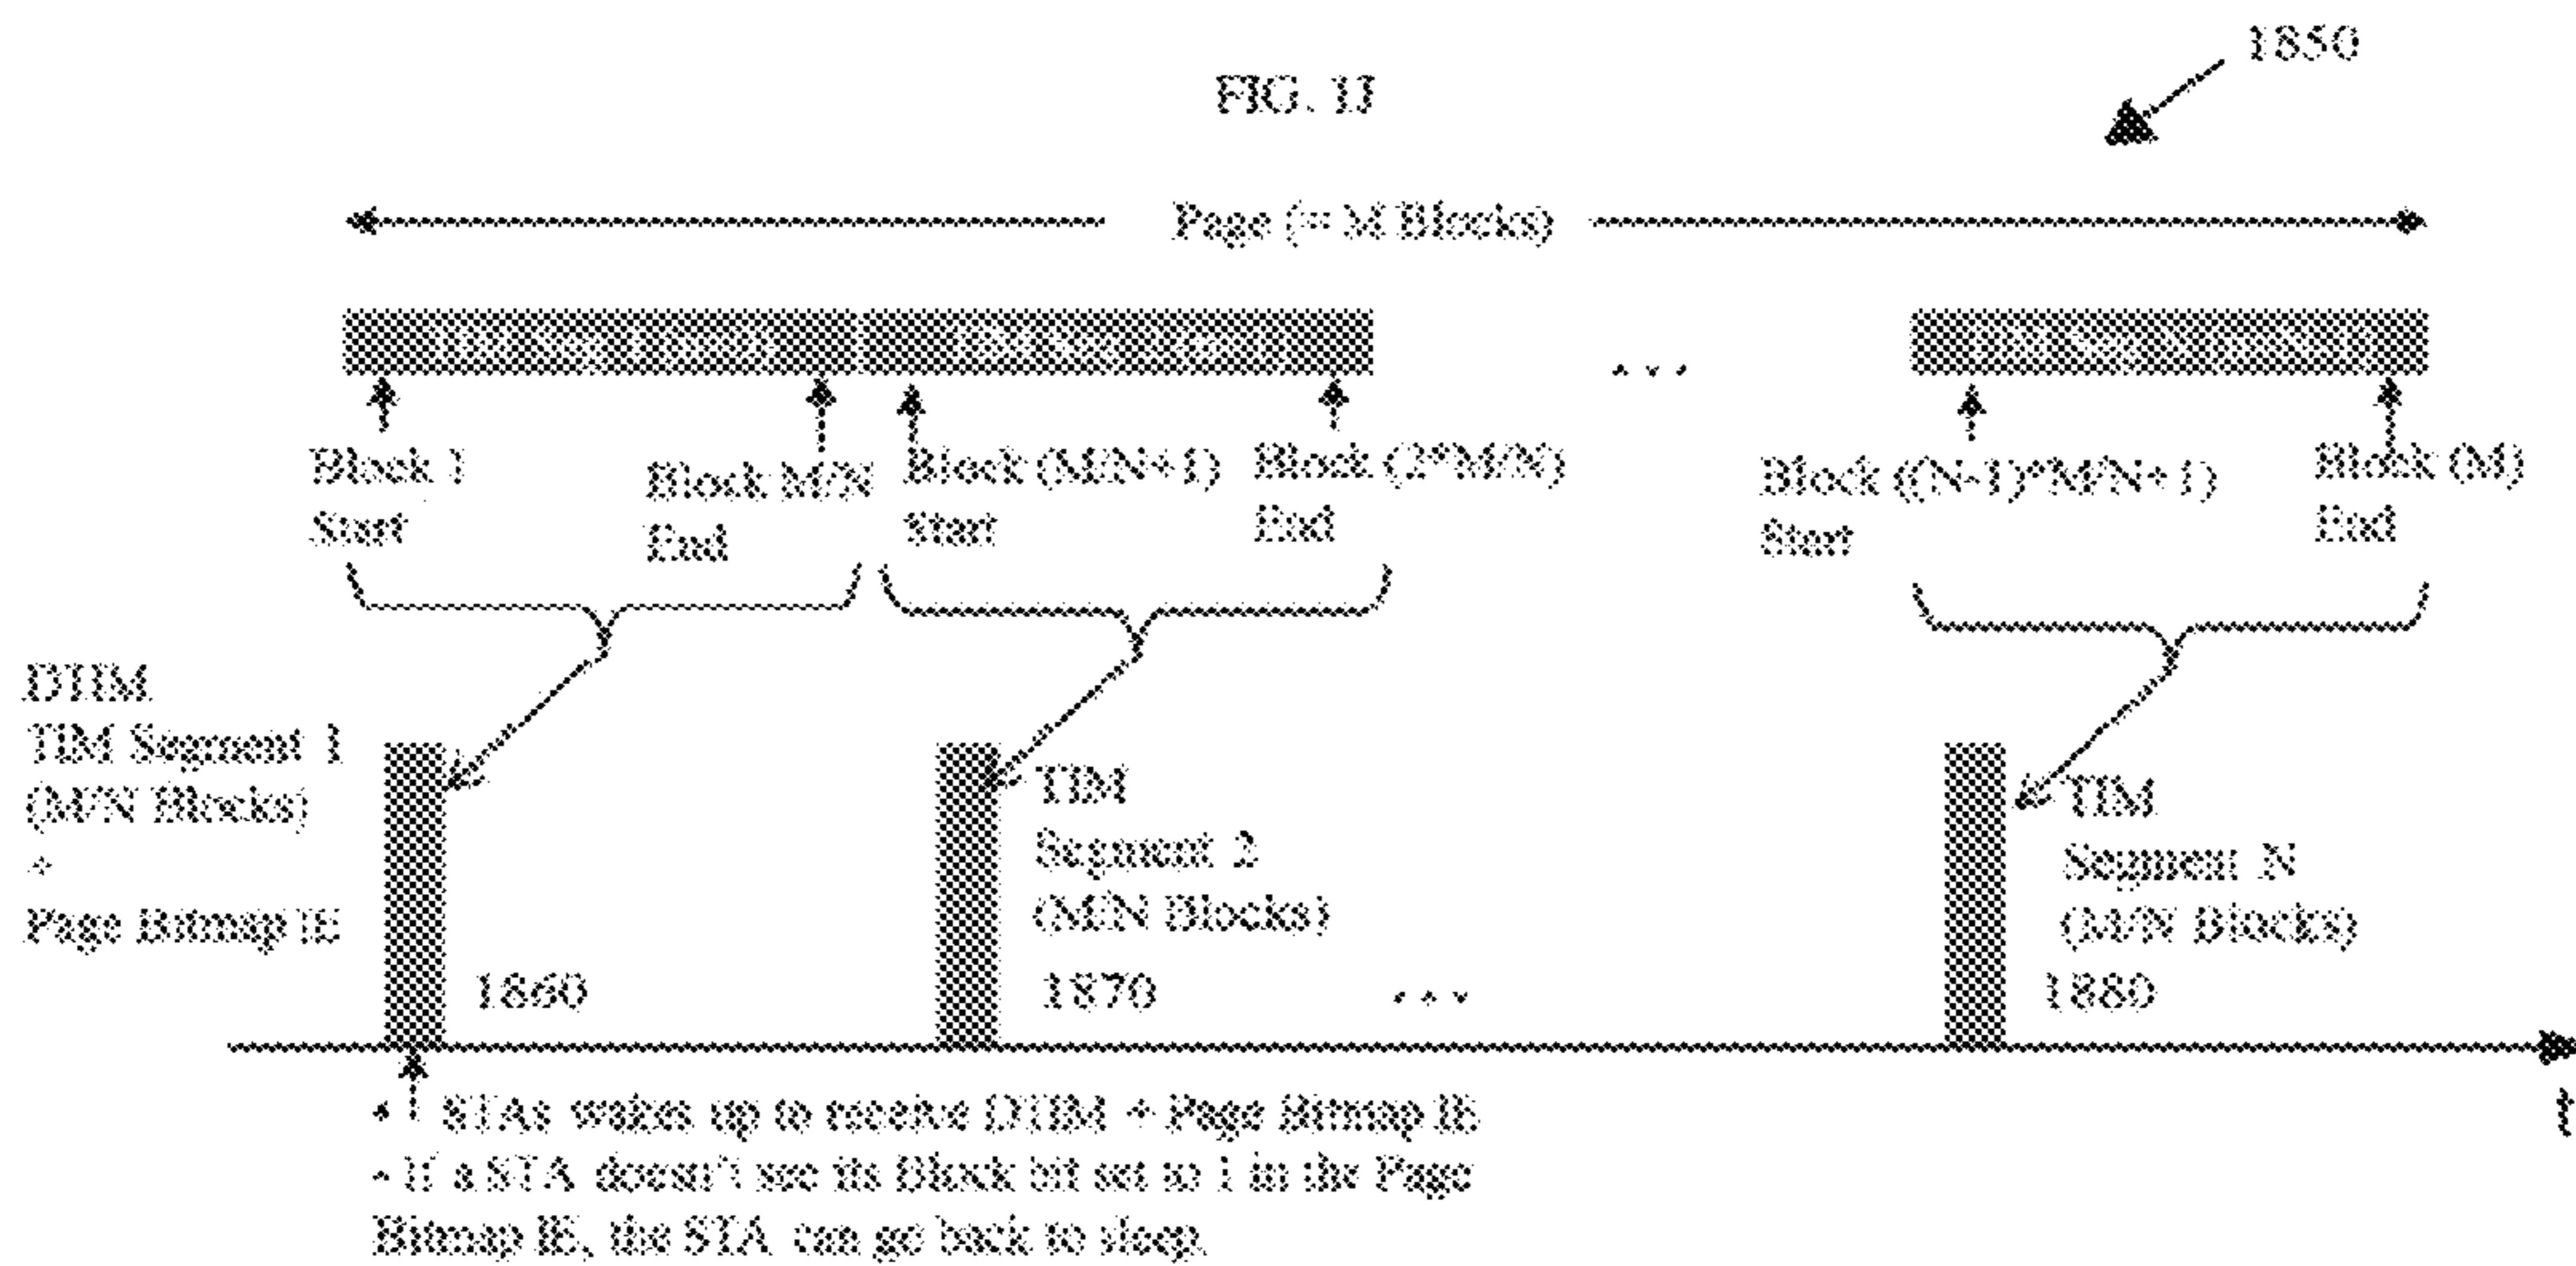 1850
FIG. 1J
Page (= M Blocks)
. . .
Block 1
Start
Block M/N
End
Block (M/N+1)
Start
Block (2*M/N)
End
Block ((N-1)*M/N+1)
Start
Block (M)
End
DTIM
TIM Segment 1
(M/N Blocks)
+
Page Bitmap IE
1860
TIM
Segment 2
(M/N Blocks)
1870
. . .
TIM
Segment N
(M/N Blocks)
1880
t
- STAs wakes up to receive DTIM + Page Bitmap IE
- If a STA doesn't see its Block bit set to 1 in the Page
Bitmap IE, the STA can go back to sleep.